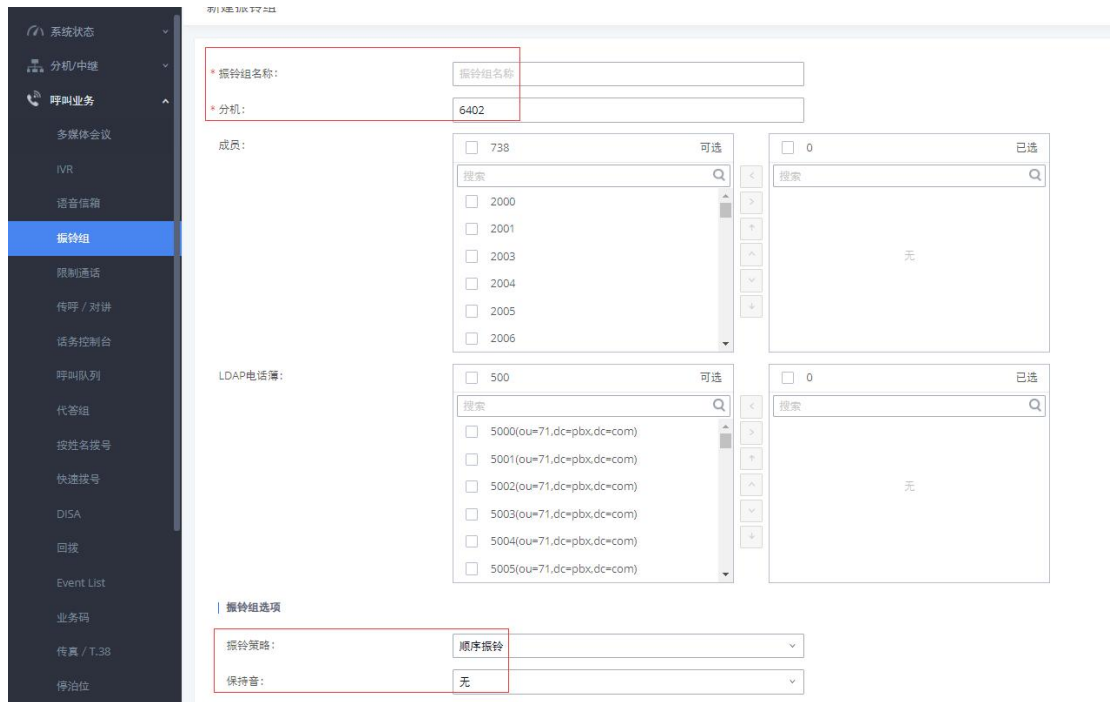 新建振铃组
系统状态
分机/中继
呼叫业务
多媒体会议
IVR
语音信箱
振铃组
限制通话
传呼 / 对讲
话务控制台
呼叫队列
代答组
按姓名拨号
快速拨号
DISA
回拨
Event List
业务码
传真 / T.38
停泊位
* 振铃组名称: 振铃组名称
* 分机: 6402
成员: 738 可选 0 已选
搜索 搜索
2000
2001
2003
2004 无
2005
2006
LDAP电话薄: 500 可选 0 已选
搜索 搜索
5000(ou=71,dc=pbx,dc=com)
5001(ou=71,dc=pbx,dc=com)
5002(ou=71,dc=pbx,dc=com) 无
5003(ou=71,dc=pbx,dc=com)
5004(ou=71,dc=pbx,dc=com)
5005(ou=71,dc=pbx,dc=com)
振铃组选项
振铃策略: 顺序振铃
保持音: 无